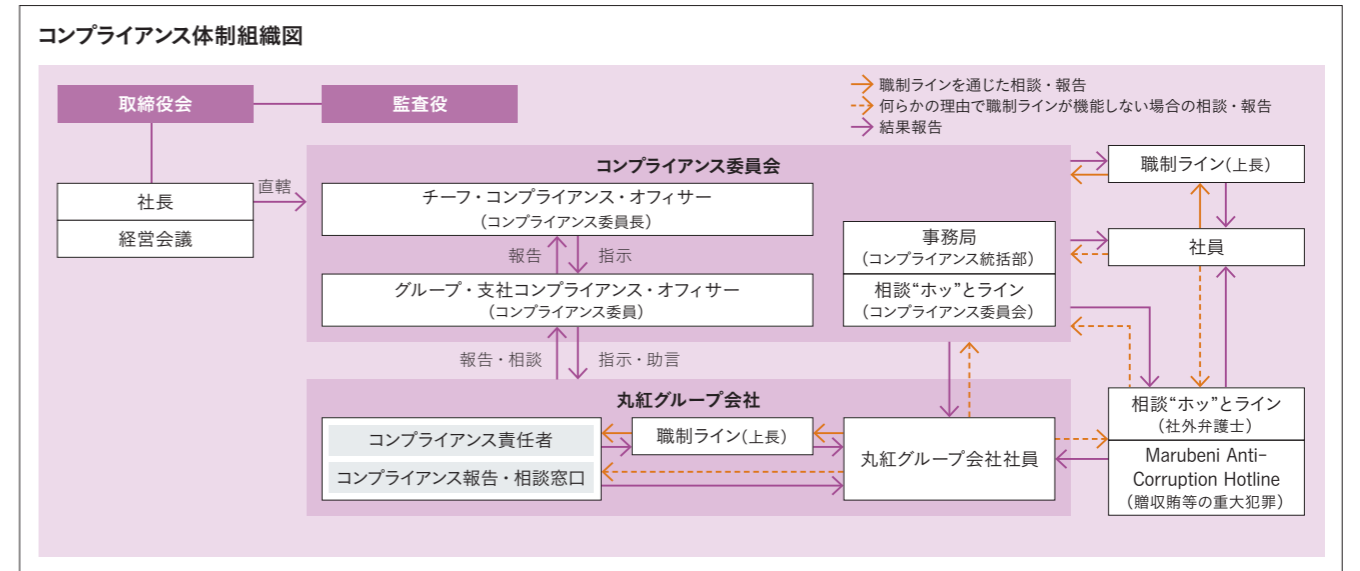 コンプライアンス体制組織図
取締役会
監査役
職制ラインを通じた相談・報告
何らかの理由で職制ラインが機能しない場合の相談・報告
結果報告
社長
経営会議
直轄
コンプライアンス委員会
チーフ・コンプライアンス・オフィサー
(コンプライアンス委員長)
報告
指示
グループ・支社コンプライアンス・オフィサー
(コンプライアンス委員)
事務局
(コンプライアンス統括部)
相談“ホッ”とライン
(コンプライアンス委員会)
職制ライン(上長)
社員
報告・相談
指示・助言
丸紅グループ会社
コンプライアンス責任者
コンプライアンス報告・相談窓口
職制ライン(上長)
丸紅グループ会社社員
相談“ホッ”とライン
(社外弁護士)
Marubeni Anti-
Corruption Hotline
(贈収賄等の重大犯罪)